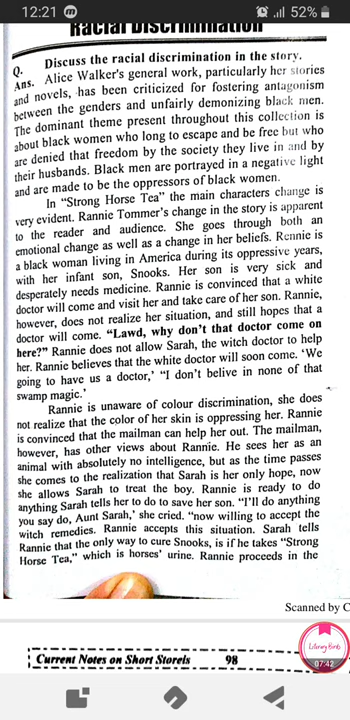 12:21 m 52%
Racial Discrimination
Q. Discuss the racial discrimination in the story.
Ans. Alice Walker's general work, particularly her stories
and novels, has been criticized for fostering antagonism
between the genders and unfairly demonizing black men.
The dominant theme present throughout this collection is
about black women who long to escape and be free but who
are denied that freedom by the society they live in and by
their husbands. Black men are portrayed in a negative light
and are made to be the oppressors of black women.
In "Strong Horse Tea" the main characters change is
very evident. Rannie Tommer's change in the story is apparent
to the reader and audience. She goes through both an
emotional change as well as a change in her beliefs. Rennie is
a black woman living in America during its oppressive years,
with her infant son, Snooks. Her son is very sick and
desperately needs medicine. Rannie is convinced that a white
doctor will come and visit her and take care of her son. Rannie,
however, does not realize her situation, and still hopes that a
doctor will come. "Lawd, why don't that doctor come on
here?" Rannie does not allow Sarah, the witch doctor to help
her. Rannie believes that the white doctor will soon come. 'We
going to have us a doctor,' "I don't belive in none of that
swamp magic.'
Rannie is unaware of colour discrimination, she does
not realize that the color of her skin is oppressing her. Rannie
is convinced that the mailman can help her out. The mailman,
however, has other views about Rannie. He sees her as an
animal with absolutely no intelligence, but as the time passes
she comes to the realization that Sarah is her only hope, now
she allows Sarah to treat the boy. Rannie is ready to do
anything Sarah tells her to do to save her son. "I'll do anything
you say do, Aunt Sarah,' she cried. "now willing to accept the
witch remedies. Rannie accepts this situation. Sarah tells
Rannie that the only way to cure Snooks, is if he takes "Strong
Horse Tea," which is horses' urine. Rannie proceeds in the
Scanned by C
Current Notes on Short Storeis 98
Literary Birds
07:42